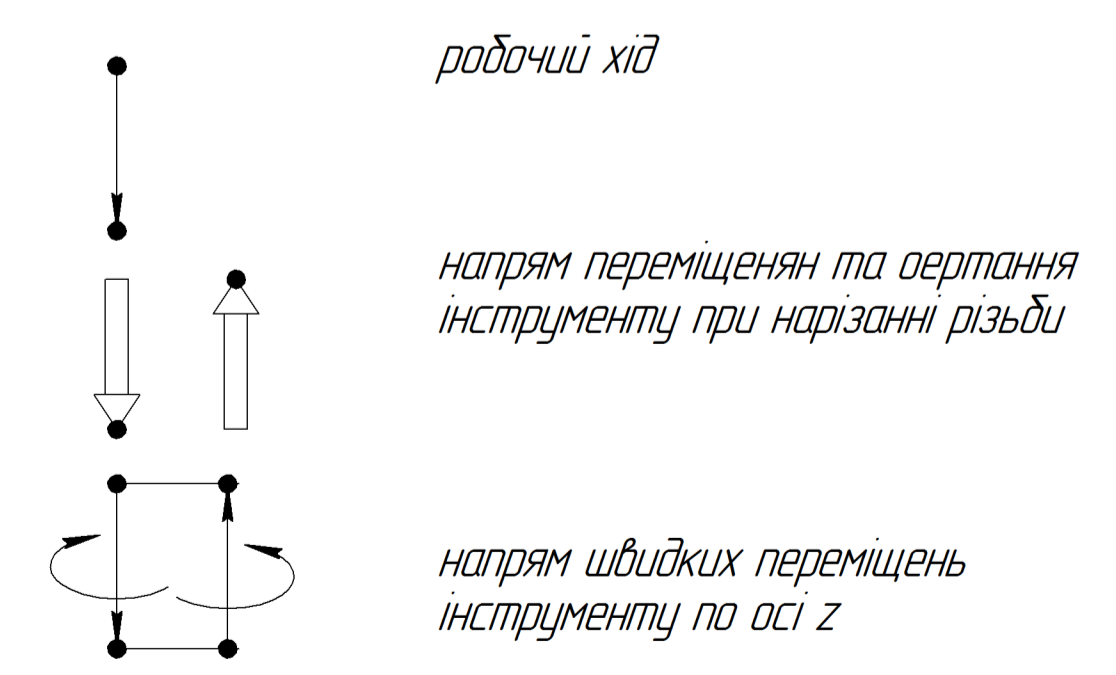 робочий хід
напрям переміщенян та оертання
інструменту при нарізанні різьби
напрям швидких переміщень
інструменту по осі z